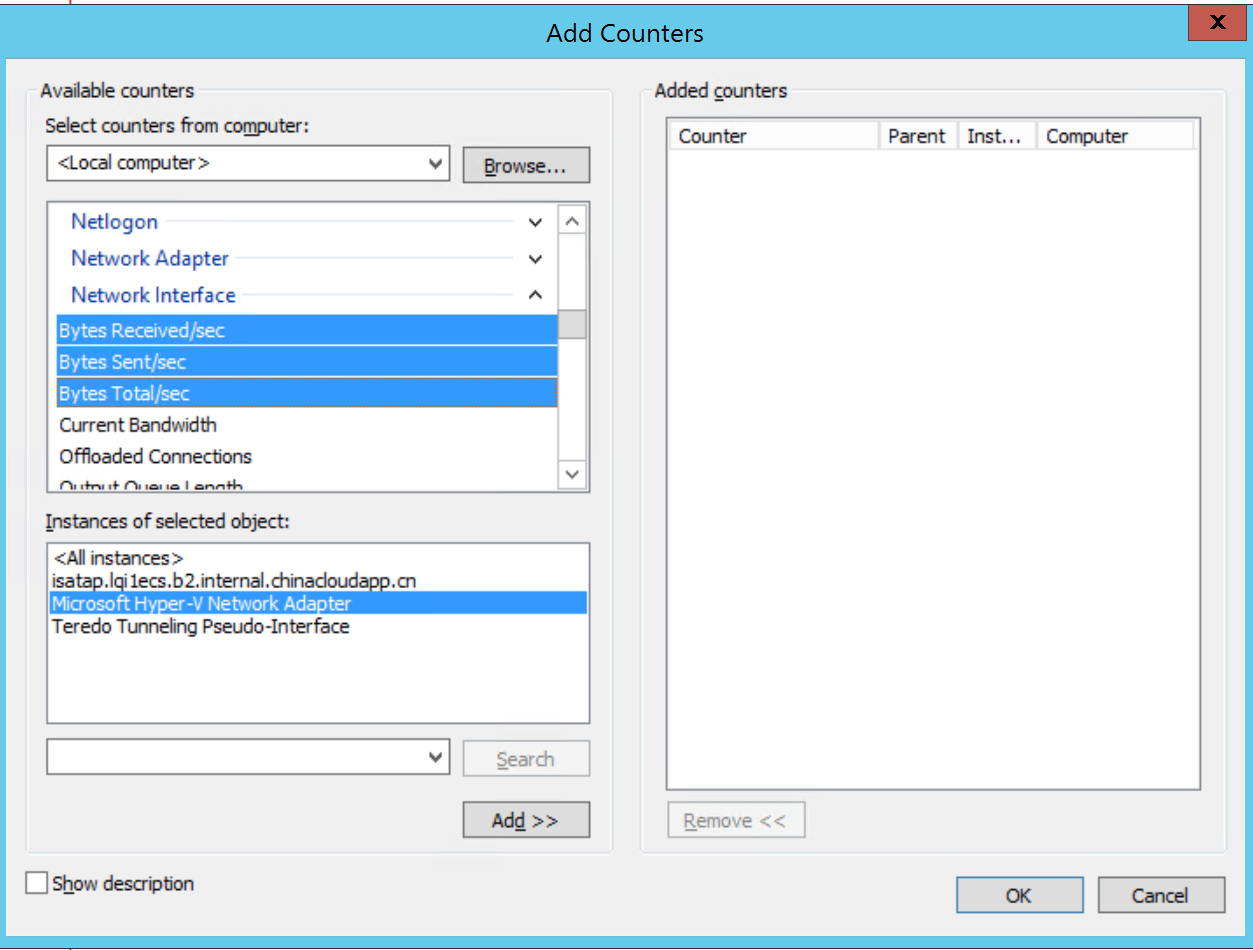 Add Counters
X
Available counters
Select counters from computer:
<Local computer>
Browse...
Netlogon
Network Adapter
Network Interface
Bytes Received/sec
Bytes Sent/sec
Bytes Total/sec
Current Bandwidth
Offloaded Connections
Output Queue Length
Instances of selected object:
<All instances>
isatap.lqi1ecs.b2.internal.chinacloudapp.cn
Microsoft Hyper-V Network Adapter
Teredo Tunneling Pseudo-Interface
Search
Add >>
Show description
Added counters
Counter Parent Inst... Computer
Remove <<
OK
Cancel